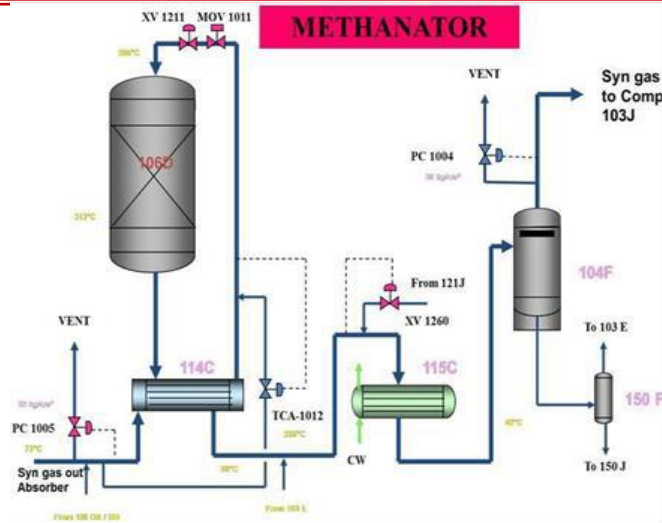 XV 1211 MOV 1011
METHANATOR
VENT
Syn gas
to Comp
103J
PC 1004
106D
104F
From 121J
XV 1260
To 103 E
VENT
114C
115C
150 F
PC 1005
TCA-1012
CW
To 150 J
Syn gas out
Absorber